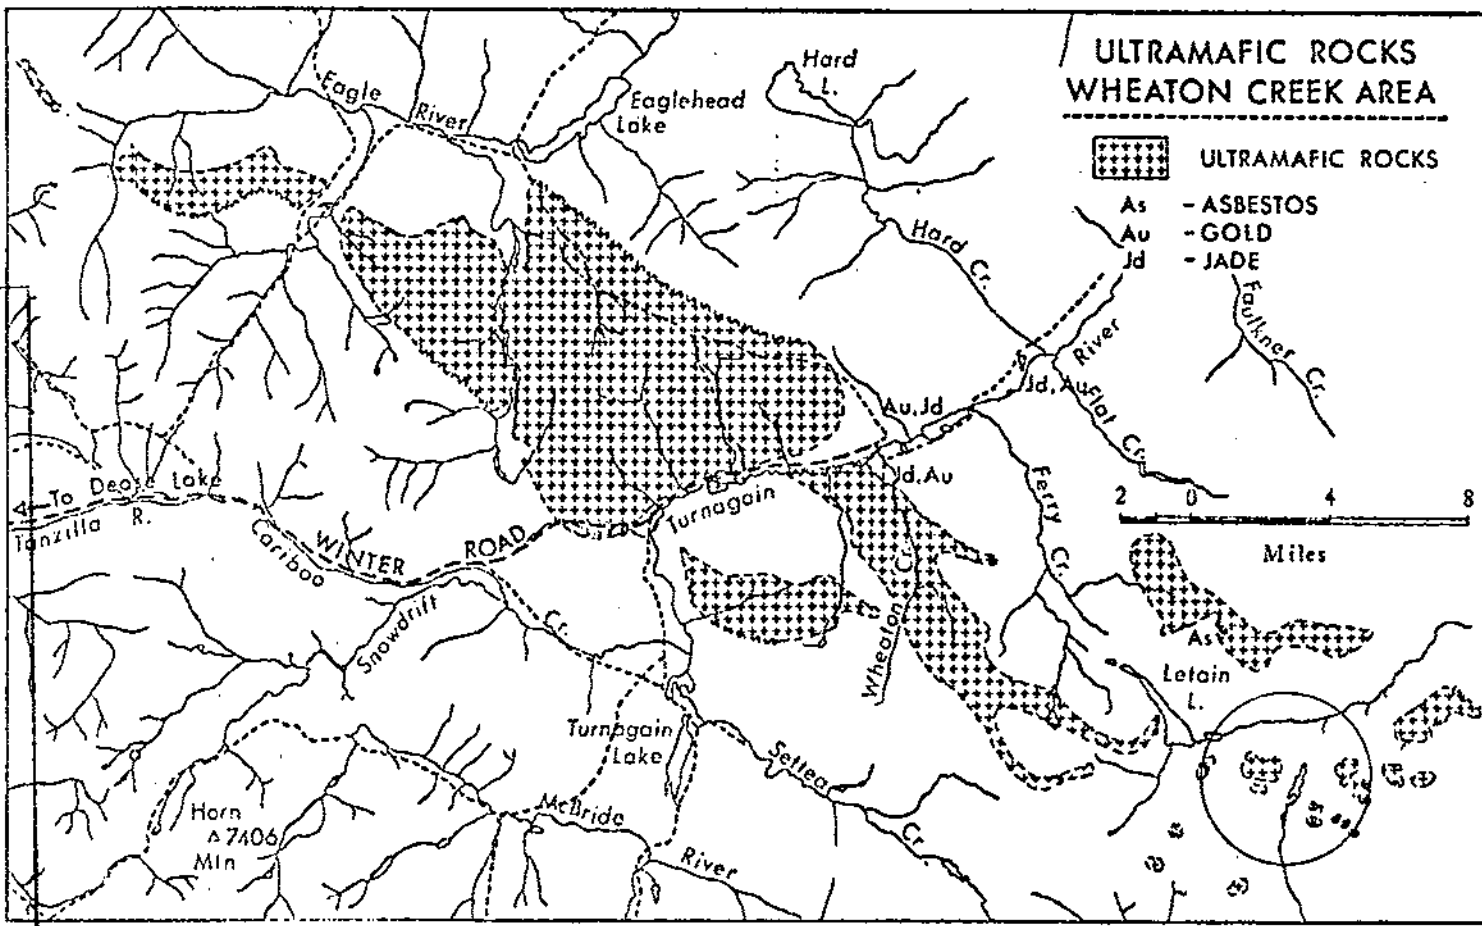 ULTRAMAFIC ROCKS
WHEATON CREEK AREA
ULTRAMAFIC ROCKS
As - ASBESTOS
Au - GOLD
Jd - JADE
Hard
L.
Eagle
River
Eaglehead
Lake
Hard Cr.
Faulkner Cr.
River
Jd, Au
Flat Cr.
Au, Jd
Jd, Au
To Dease Lake
Tanzilla R.
Turnagain
Ferry Cr.
2 0 4 8
Miles
WINTER ROAD
Cariboo
Cr.
Snowdrift
Wheaton Cr.
As
Letain
L.
Turnagain
Lake
Settea
Cr.
McBride
River
Horn
7406
Mtn